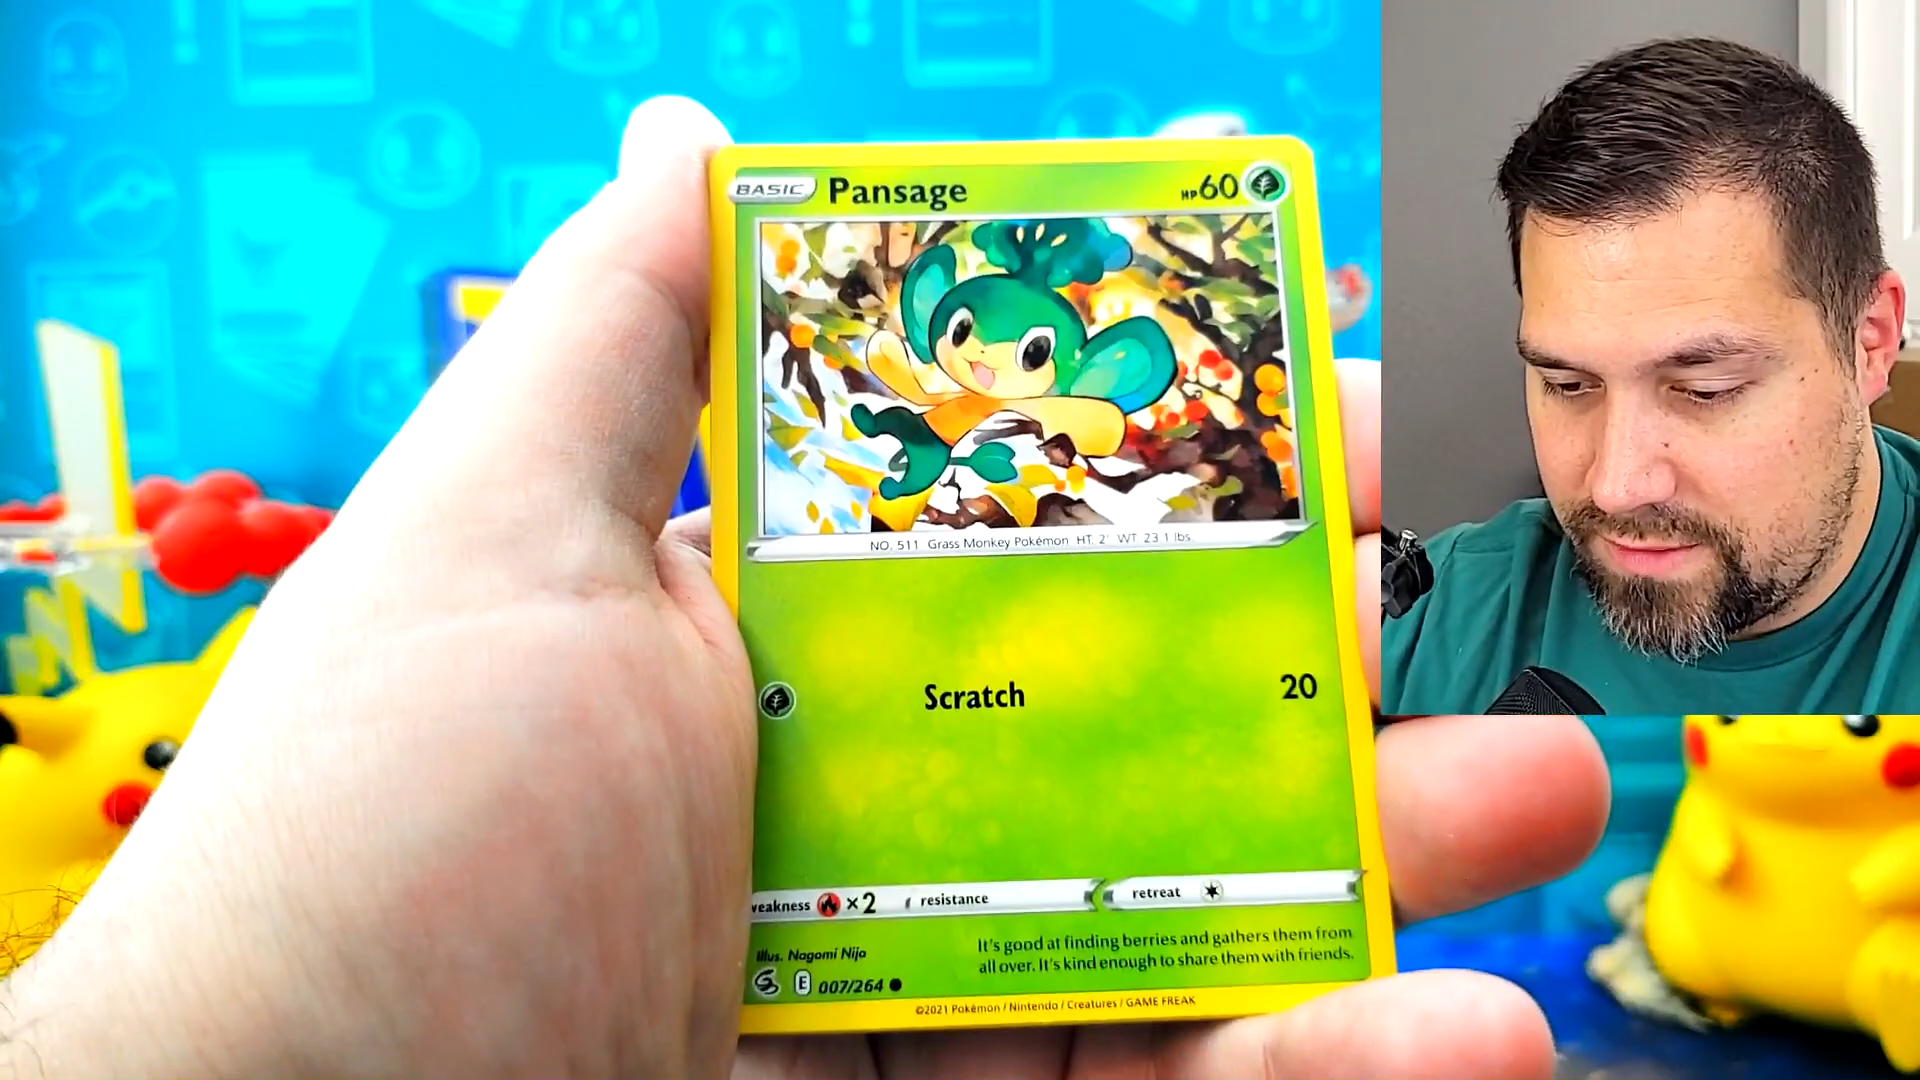 BASIC Pansage HP60
NO. 511 Grass Monkey Pokémon HT. 2' WT. 23.1 lbs.
Scratch 20
weakness ×2 resistance retreat
Illus. Nagomi Nijo
It's good at finding berries and gathers them from
all over. It's kind enough to share them with friends.
E 007/264
©2021 Pokémon / Nintendo / Creatures / GAME FREAK